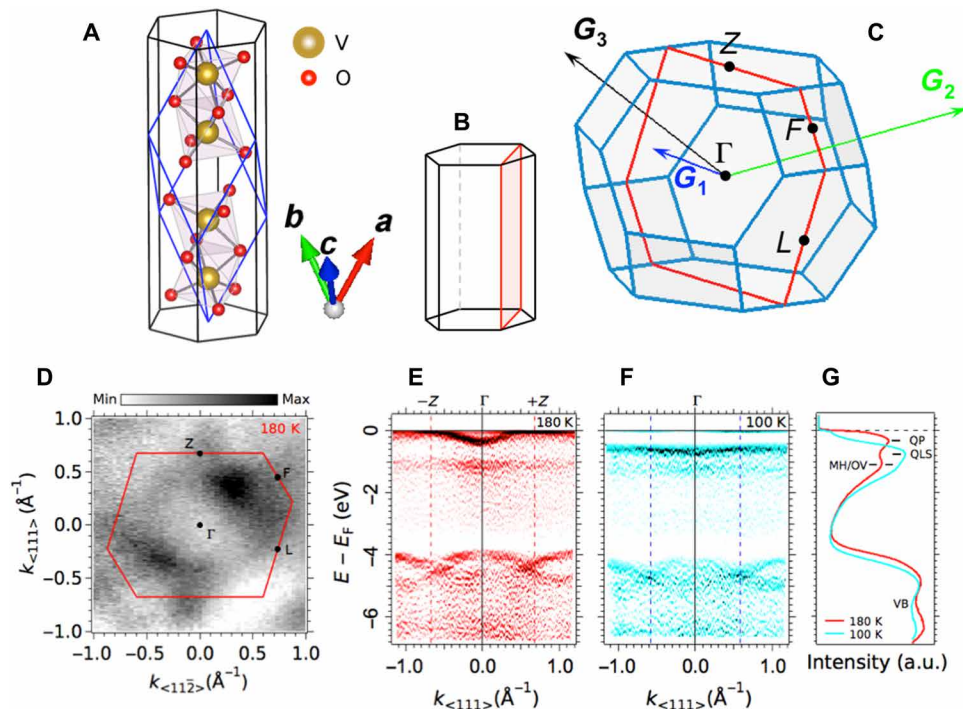 A
V
O
b
c
a
B
C
G3
Z
G2
F
Γ
G1
L
D
Min Max
180 K
Z
F
Γ
L
1.0
0.5
0.0
-0.5
-1.0
k<111> (Å⁻¹)
-1.0 -0.5 0.0 0.5 1.0
k<112̄> (Å⁻¹)
E
−Z Γ +Z
180 K
0
-2
-4
-6
E − EF (eV)
-1.0 0.0 1.0
k<111> (Å⁻¹)
F
Γ
100 K
-1.0 0.0 1.0
k<111> (Å⁻¹)
G
QP
QLS
MH/OV
VB
180 K
100 K
Intensity (a.u.)